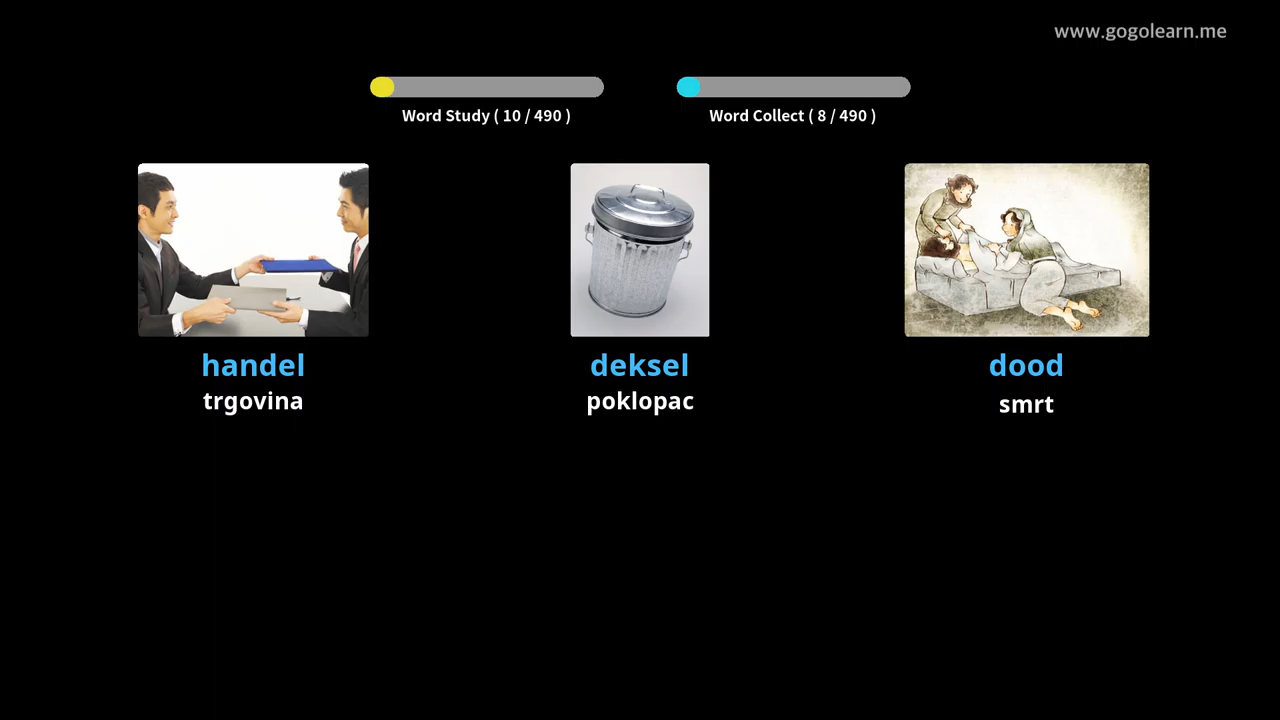 www.gogolearn.me
Word Study ( 10 / 490 )
Word Collect ( 8 / 490 )
handel
trgovina
deksel
poklopac
dood
smrt